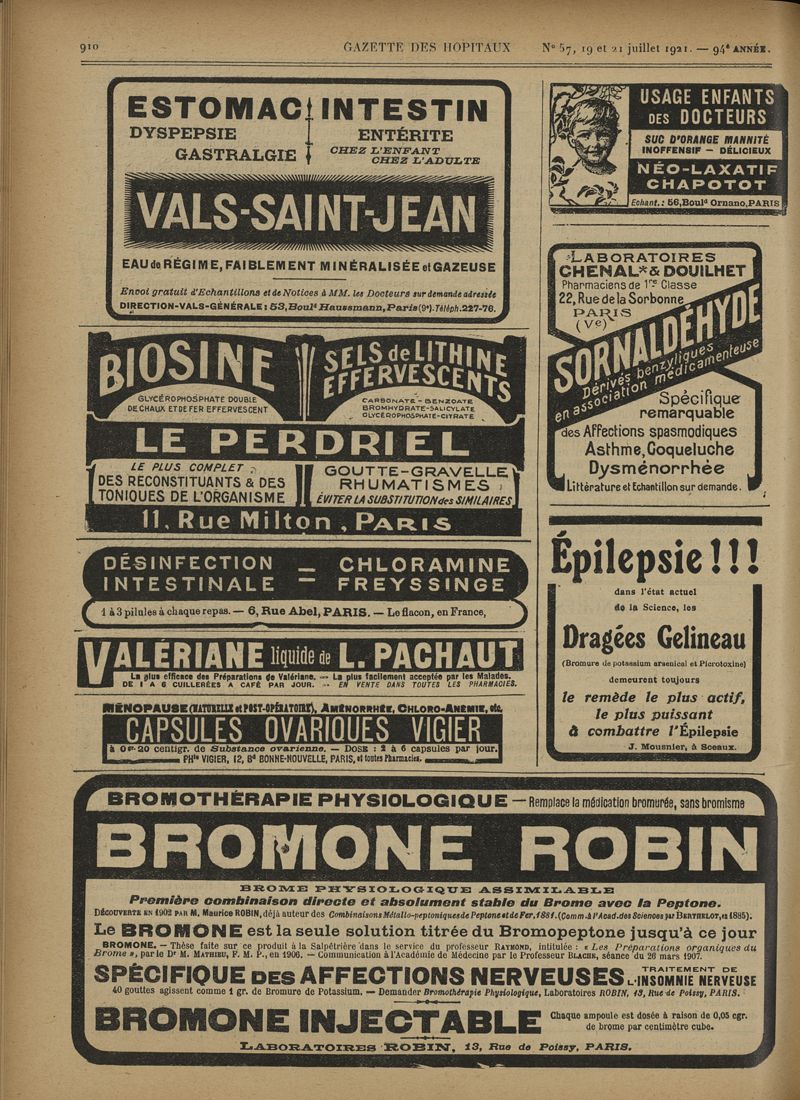 910
GAZETTE DES HOPITAUX
N° 57, 19 et 21 juillet 1921. — 94e ANNÉE.
ESTOMAC INTESTIN
DYSPEPSIE ENTÉRITE
GASTRALGIE CHEZ L'ENFANT
CHEZ L'ADULTE
VALS-SAINT-JEAN
EAU de RÉGIME, FAIBLEMENT MINÉRALISÉE et GAZEUSE
Envoi gratuit d'Echantillons et de Notices à MM. les Docteurs sur demande adressée
DIRECTION-VALS-GÉNÉRALE : 53, Bould Haussmann, Paris (9e). Téléph. 227-76.
BIOSINE
GLYCÉROPHOSPHATE DOUBLE
DE CHAUX ET DE FER EFFERVESCENT
SELS de LITHINE
EFFERVESCENTS
CARBONATE - BENZOATE
BROMHYDRATE-SALICYLATE
GLYCÉROPHOSPHATE-CITRATE
LE PERDRIEL
LE PLUS COMPLET
DES RECONSTITUANTS & DES
TONIQUES DE L'ORGANISME
GOUTTE-GRAVELLE
RHUMATISMES
ÉVITER LA SUBSTITUTION des SIMILAIRES
11, Rue Milton, PARIS
DÉSINFECTION — CHLORAMINE
INTESTINALE = FREYSSINGE
1 à 3 pilules à chaque repas. — 6, Rue Abel, PARIS. — Le flacon, en France,
VALÉRIANE liquide de L. PACHAUT
La plus efficace des Préparations de Valériane. — La plus facilement acceptée par les Malades.
DE 1 A 6 CUILLERÉES A CAFÉ PAR JOUR. — EN VENTE DANS TOUTES LES PHARMACIES.
MÉNOPAUSE (NATURELLE et POST-OPÉRATOIRE), AMÉNORRHÉE, CHLORO-ANÉMIE, etc.
CAPSULES OVARIQUES VIGIER
à 0gr. 20 centigr. de Substance ovarienne. — DOSE : 2 à 6 capsules par jour.
PHie VIGIER, 12, Bd BONNE-NOUVELLE, PARIS, et toutes Pharmacies.
USAGE ENFANTS
DES DOCTEURS
SUC D'ORANGE MANNITÉ
INOFFENSIF — DÉLICIEUX
NÉO-LAXATIF
CHAPOTOT
Echant.: 56, Bould Ornano, PARIS
LABORATOIRES
CHENAL* & DOUILHET
Pharmaciens de 1re Classe
22, Rue de la Sorbonne
PARIS
(Ve)
SORNALDÉHYDE
Dérivés benzyliques
en association médicamenteuse
Spécifique
remarquable
des Affections spasmodiques
Asthme, Coqueluche
Dysménorrhée
Littérature et Echantillon sur demande.
Épilepsie!!!
dans l'état actuel
de la Science, les
Dragées Gelineau
(Bromure de potassium arsenical et Picrotoxine)
demeurent toujours
le remède le plus actif,
le plus puissant
à combattre l'Épilepsie
J. Mousnier, à Sceaux.
BROMOTHÉRAPIE PHYSIOLOGIQUE — Remplace la médication bromurée, sans bromisme
BROMONE ROBIN
BROME PHYSIOLOGIQUE ASSIMILABLE
Première combinaison directe et absolument stable du Brome avec la Peptone.
DÉCOUVERTE EN 1902 PAR M. Maurice ROBIN, déjà auteur des Combinaisons Métallo-peptoniques de Peptone et de Fer, 1881. (Comm. à l'Acad. des Sciences par BERTHELOT, en 1885).
Le BROMONE est la seule solution titrée du Bromopeptone jusqu'à ce jour
BROMONE. — Thèse faite sur ce produit à la Salpêtrière dans le service du professeur RAYMOND, intitulée : « Les Préparations organiques du
Brome », par le Dr M. MATHIEU, F. M. P., en 1906. — Communication à l'Académie de Médecine par le Professeur BLACHE, séance du 26 mars 1907.
SPÉCIFIQUE DES AFFECTIONS NERVEUSES TRAITEMENT DE
L'INSOMNIE NERVEUSE
40 gouttes agissent comme 1 gr. de Bromure de Potassium. — Demander Bromothérapie Physiologique, Laboratoires ROBIN, 13, Rue de Poissy, PARIS.
BROMONE INJECTABLE Chaque ampoule est dosée à raison de 0,05 cgr.
de brome par centimètre cube.
LABORATOIRES ROBIN, 13, Rue de Poissy, PARIS.